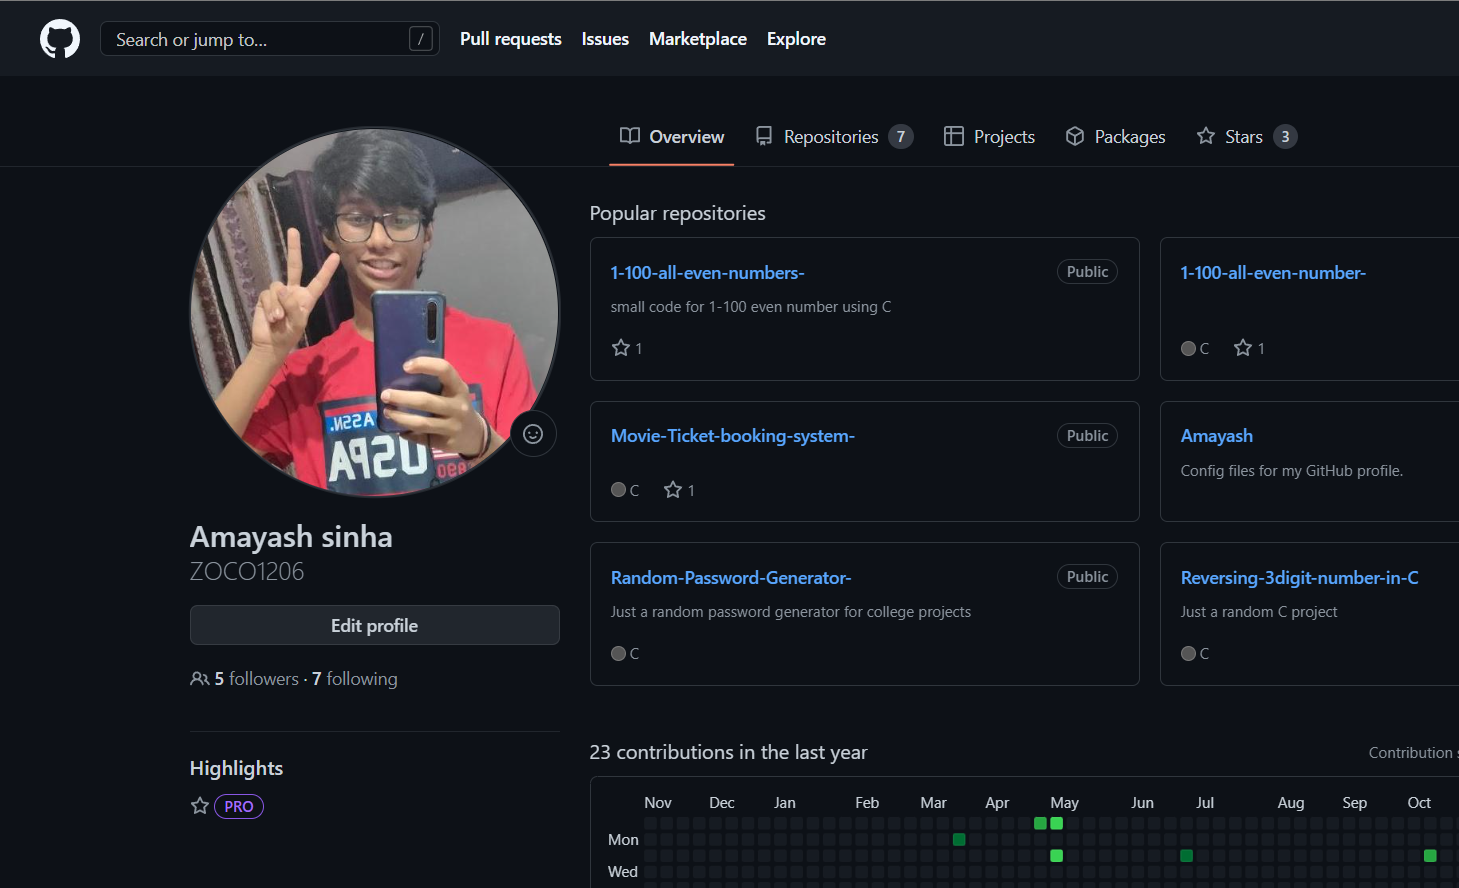 Search or jump to... /
Pull requests Issues Marketplace Explore
Overview Repositories 7 Projects Packages Stars 3
ASSN.
USPA
Amayash sinha
ZOCO1206
Edit profile
5 followers · 7 following
Highlights
PRO
Popular repositories
1-100-all-even-numbers- Public
small code for 1-100 even number using C
1
1-100-all-even-number-
C 1
Movie-Ticket-booking-system- Public
C 1
Amayash
Config files for my GitHub profile.
Random-Password-Generator- Public
Just a random password generator for college projects
C
Reversing-3digit-number-in-C
Just a random C project
C
23 contributions in the last year
Contribution
Nov Dec Jan Feb Mar Apr May Jun Jul Aug Sep Oct
Mon
Wed